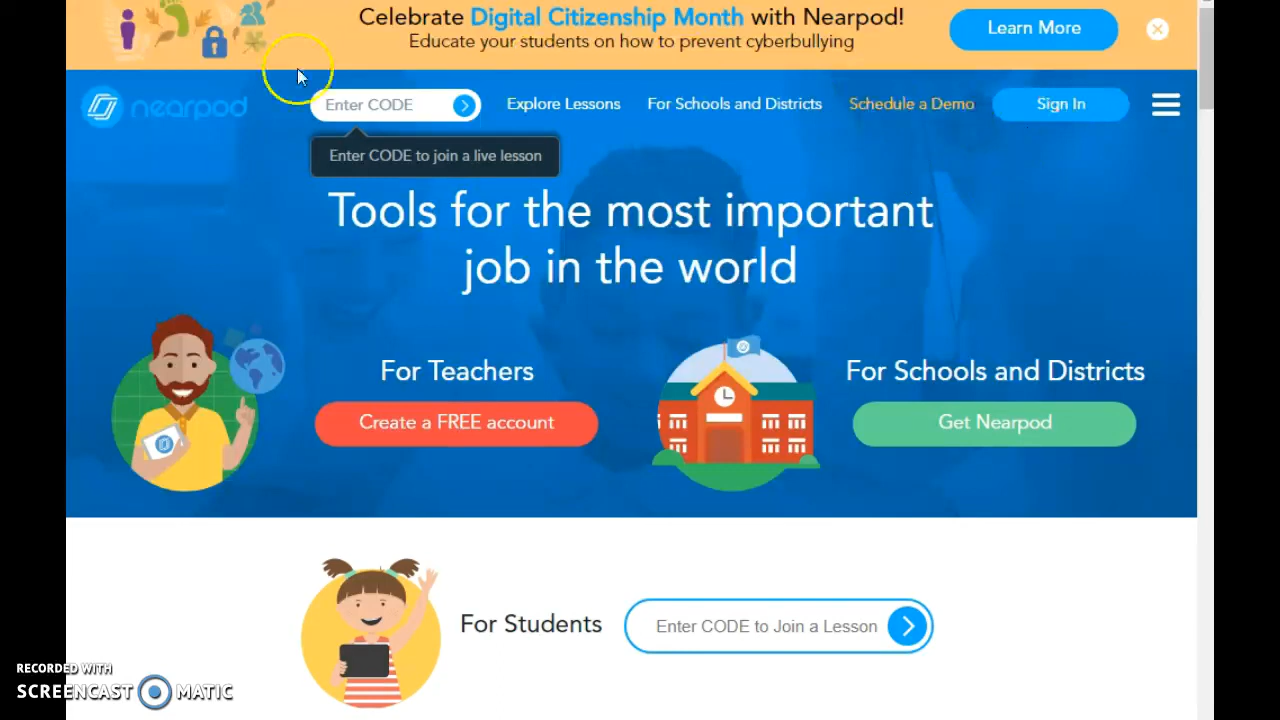 Celebrate Digital Citizenship Month with Nearpod!
Educate your students on how to prevent cyberbullying
Learn More
nearpod
Enter CODE
Explore Lessons
For Schools and Districts
Schedule a Demo
Sign In
Enter CODE to join a live lesson
Tools for the most important
job in the world
For Teachers
Create a FREE account
For Schools and Districts
Get Nearpod
For Students
Enter CODE to Join a Lesson
RECORDED WITH
SCREENCAST MATIC